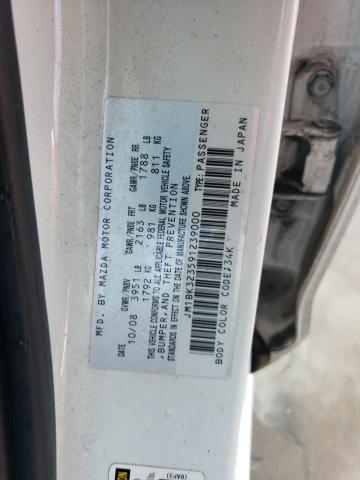 MFD. BY MAZDA MOTOR CORPORATION
DATE GVWR/PNBV GAWR/PNBE FRT GAWR/PNBE RR
10/08 3951 LB 2163 LB 1788 LB
1792 KG 981 KG 811 KG
THIS VEHICLE CONFORMS TO ALL APPLICABLE FEDERAL MOTOR VEHICLE SAFETY
,BUMPER,AND THEFT PREVENTION
STANDARDS IN EFFECT ON THE DATE OF MANUFACTURE SHOWN ABOVE.
JM1BK323591239000 TYPE:PASSENGER
BODY COLOR CODE:34K MADE IN JAPAN
(BAP3)